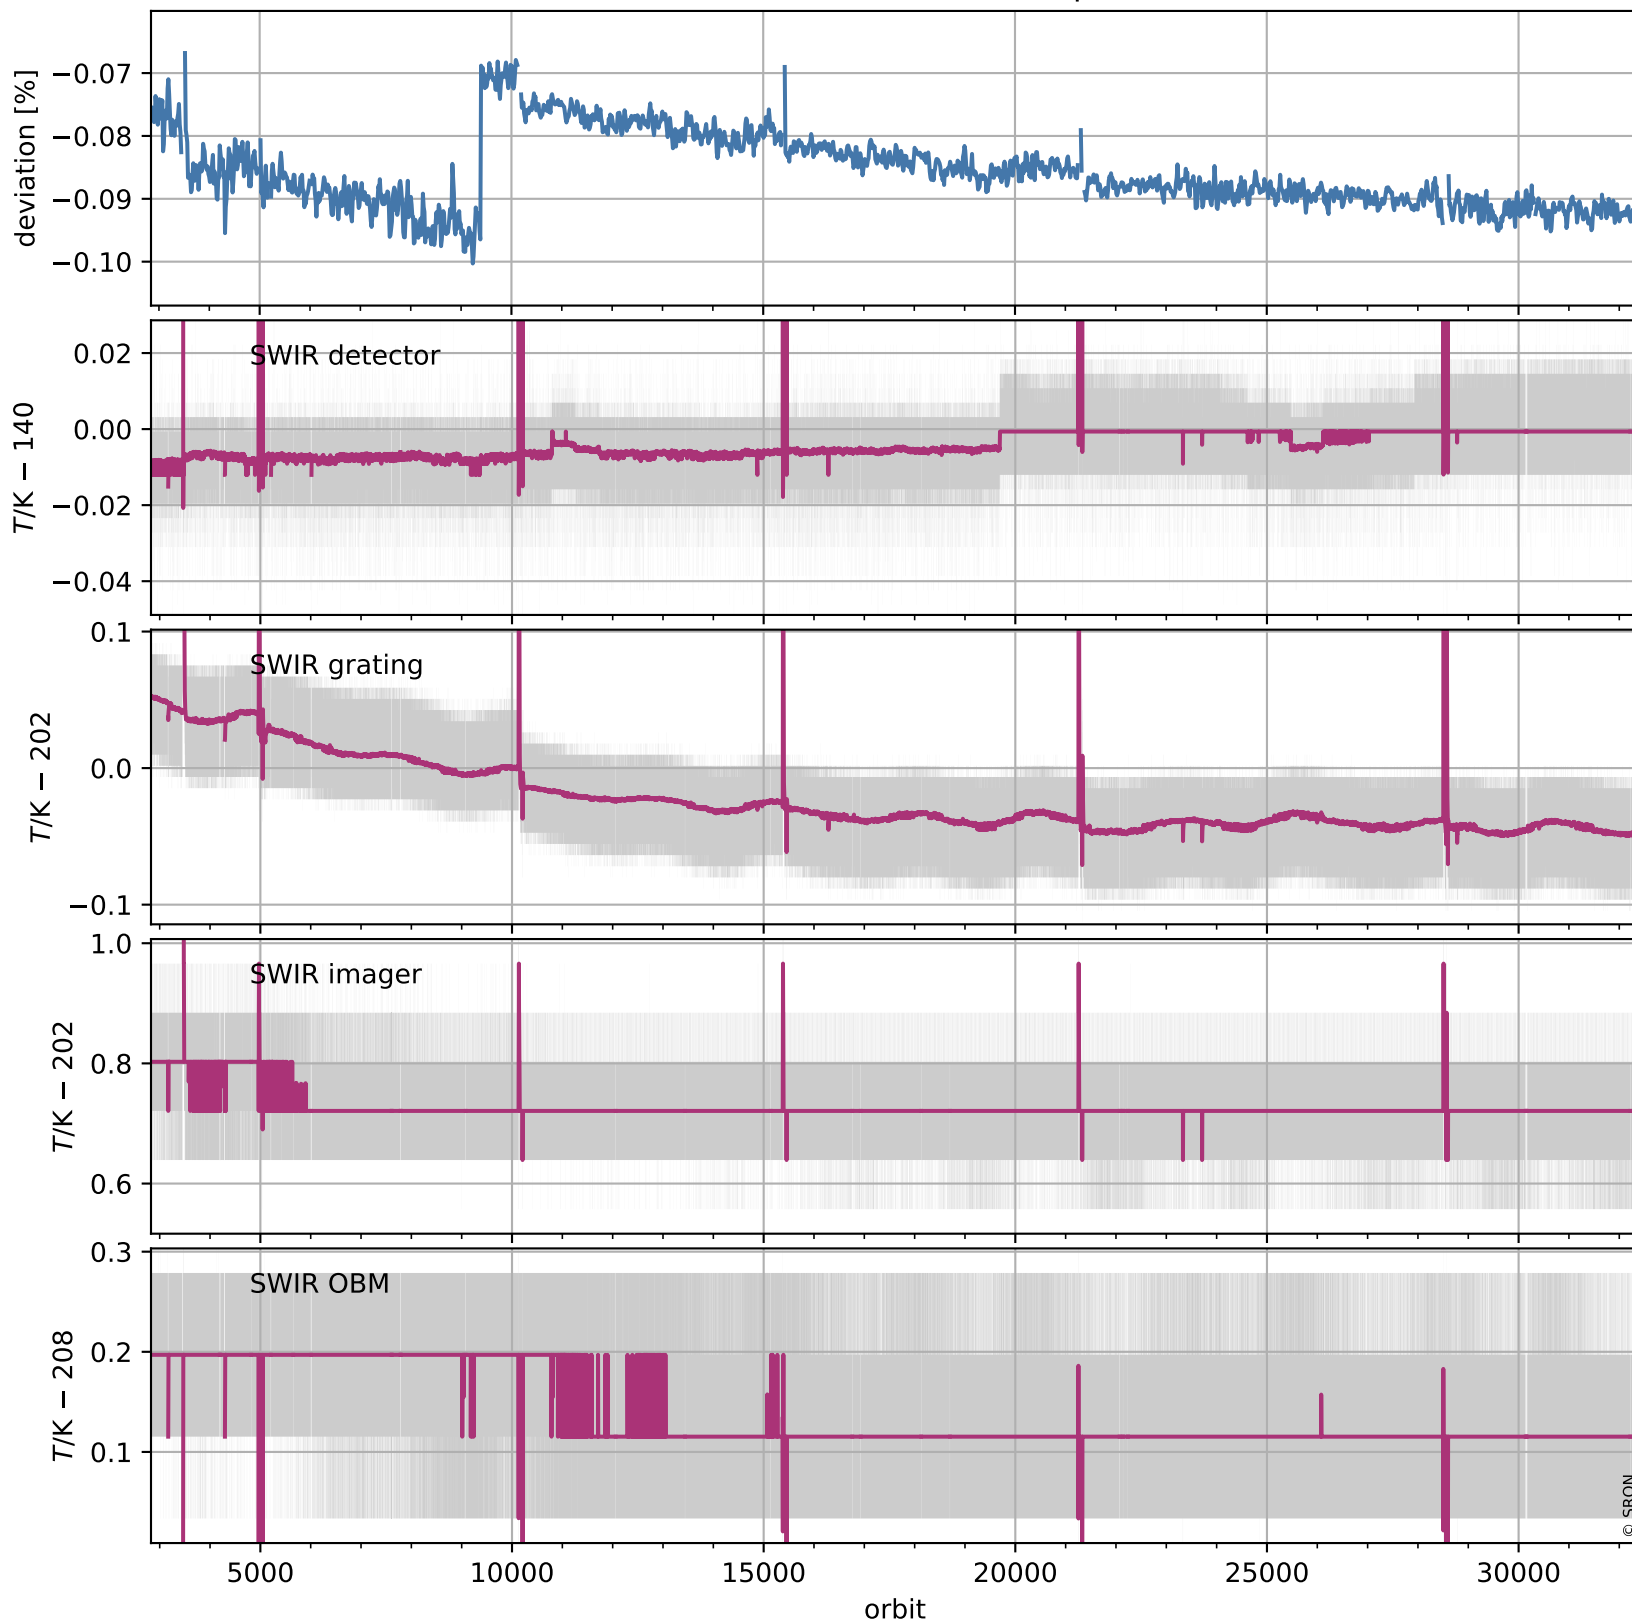 deviation [%]
−0.07
−0.08
−0.09
−0.10
SWIR detector
T/K − 140
0.02
0.00
−0.02
−0.04
SWIR grating
T/K − 202
0.1
0.0
−0.1
SWIR imager
T/K − 202
1.0
0.8
0.6
SWIR OBM
T/K − 208
0.3
0.2
0.1
© SRON
5000 10000 15000 20000 25000 30000
orbit